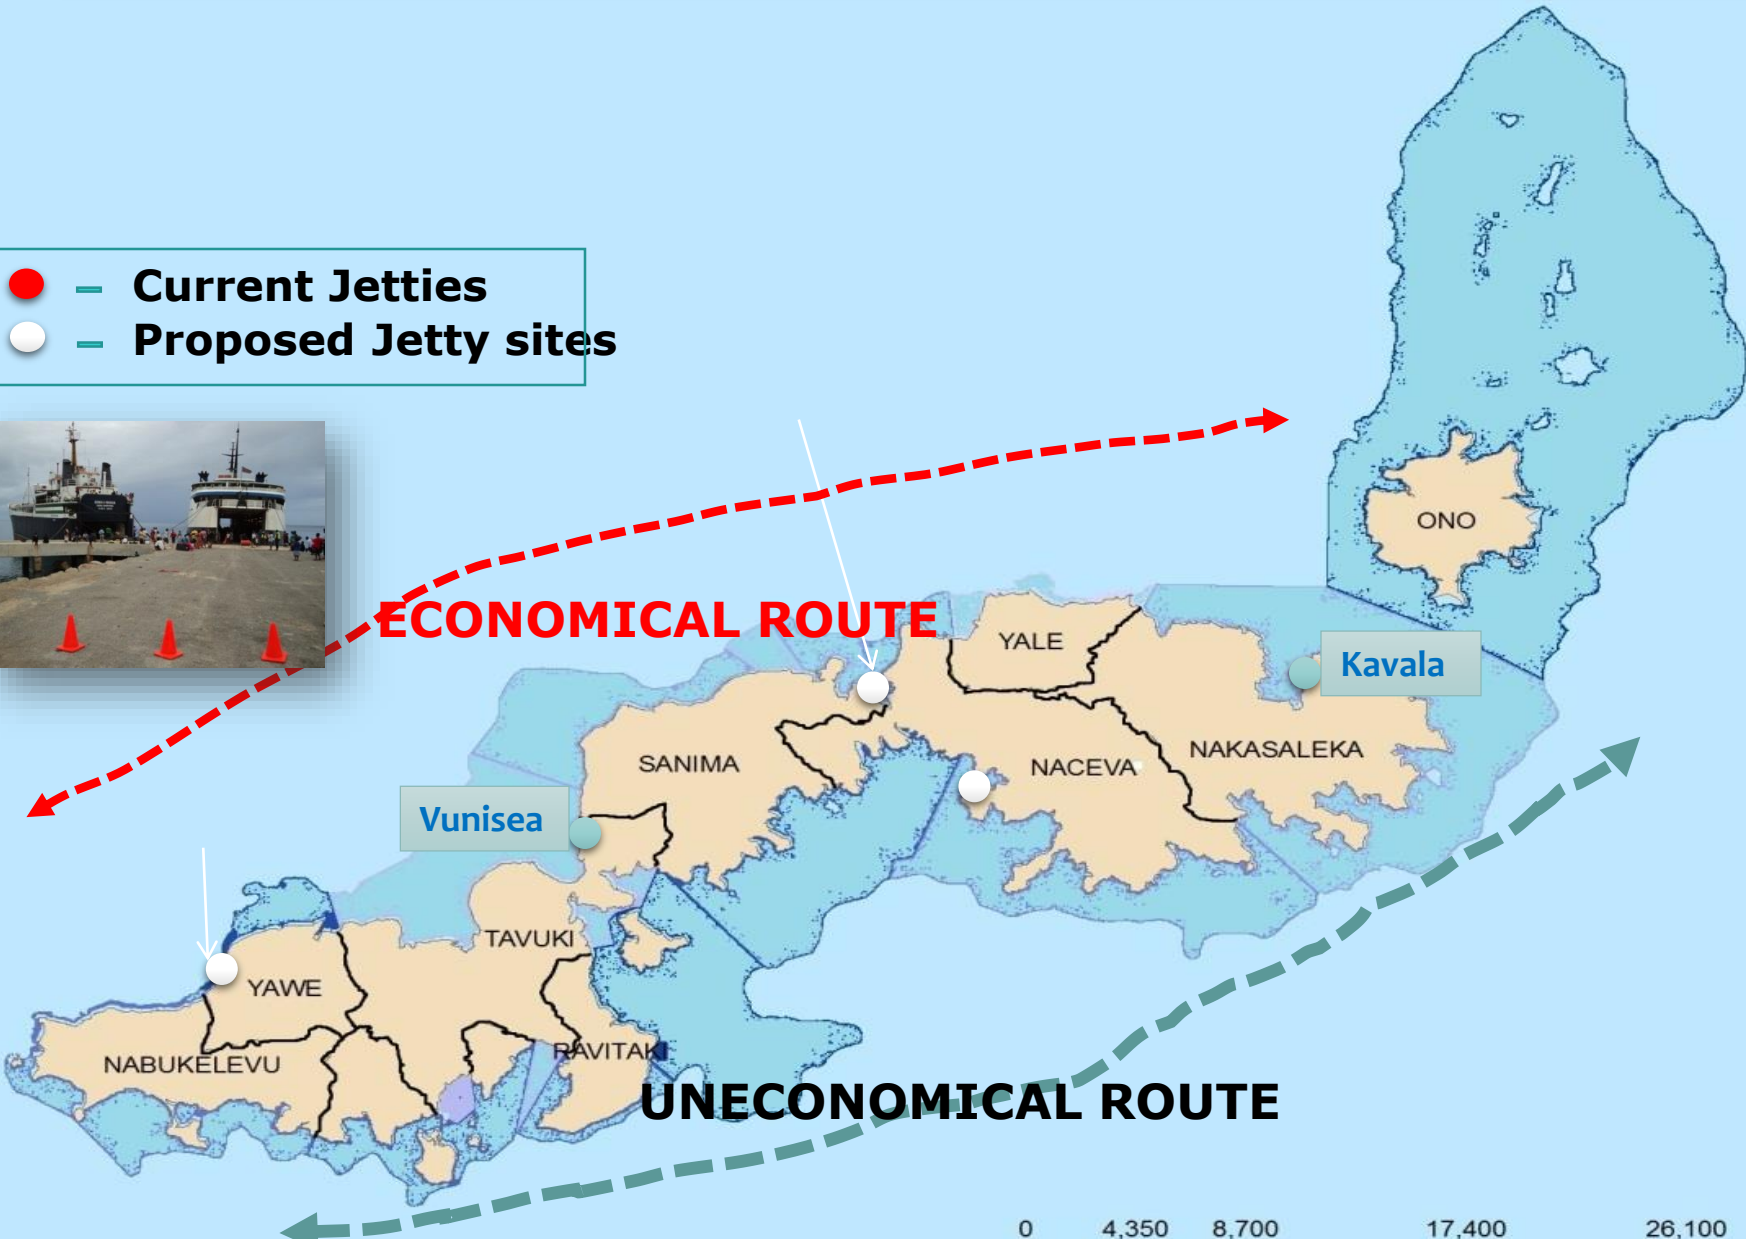 – Current Jetties
– Proposed Jetty sites
ONO
ECONOMICAL ROUTE
YALE
Kavala
SANIMA
NACEVA
NAKASALEKA
Vunisea
TAVUKI
YAWE
NABUKELEVU
RAVITAKI
UNECONOMICAL ROUTE
0 4,350 8,700 17,400 26,100